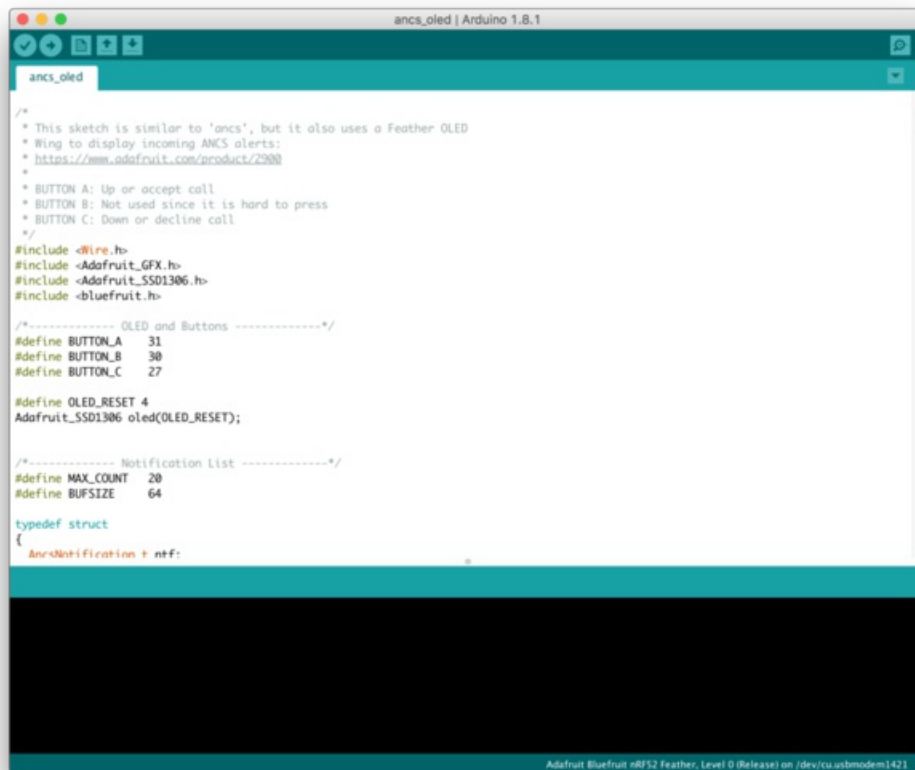 ancs_oled | Arduino 1.8.1
ancs_oled
/*
 * This sketch is similar to 'ancs', but it also uses a Feather OLED
 * Wing to display incoming ANCS alerts:
 * https://www.adafruit.com/product/2900
 *
 * BUTTON A: Up or accept call
 * BUTTON B: Not used since it is hard to press
 * BUTTON C: Down or decline call
 */
#include <Wire.h>
#include <Adafruit_GFX.h>
#include <Adafruit_SSD1306.h>
#include <bluefruit.h>
/*------------- OLED and Buttons -------------*/
#define BUTTON_A    31
#define BUTTON_B    30
#define BUTTON_C    27
#define OLED_RESET 4
Adafruit_SSD1306 oled(OLED_RESET);
/*------------- Notification List -------------*/
#define MAX_COUNT   20
#define BUFSIZE     64
typedef struct
{
  AncsNotification_t ntf;
Adafruit Bluefruit nRF52 Feather, Level 0 (Release) on /dev/cu.usbmodem1421